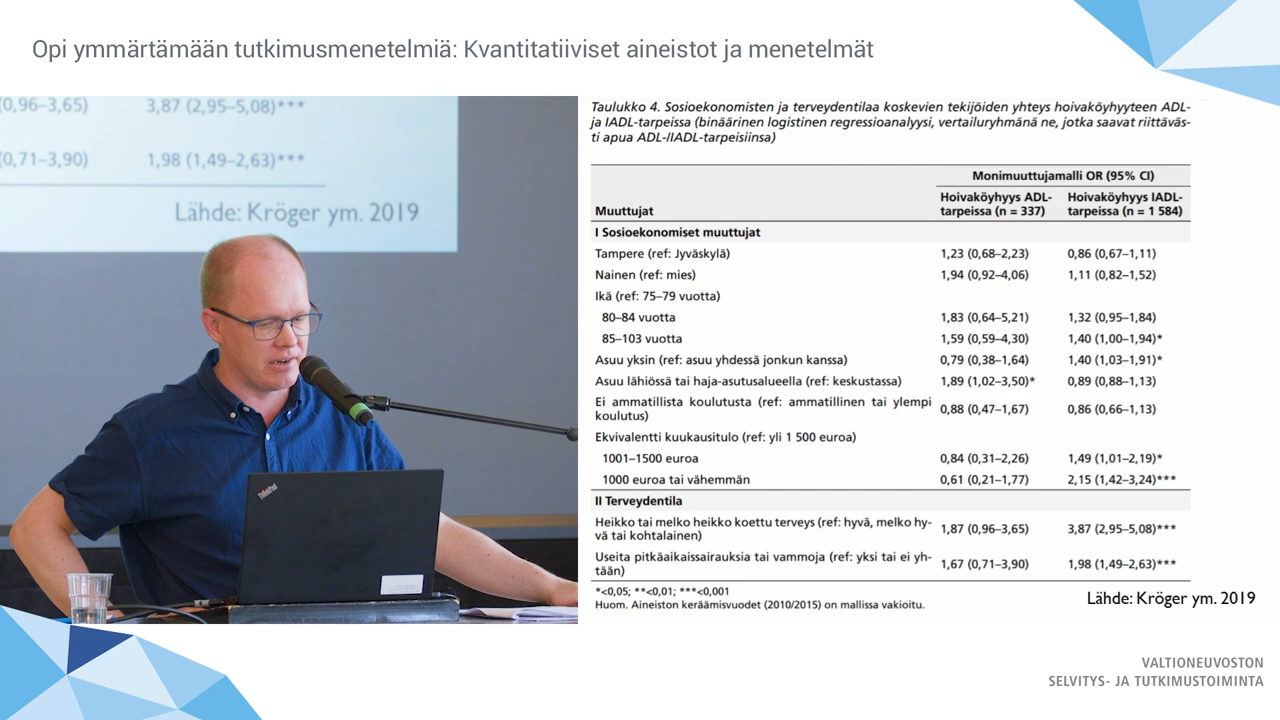 Opi ymmärtämään tutkimusmenetelmiä: Kvantitatiiviset aineistot ja menetelmät
(0,96–3,65) 3,87 (2,95–5,08)***
(0,71–3,90) 1,98 (1,49–2,63)***
Lähde: Kröger ym. 2019
ThinkPad
Taulukko 4. Sosioekonomisten ja terveydentilaa koskevien tekijöiden yhteys hoivaköyhyyteen ADL-
ja IADL-tarpeissa (binäärinen logistinen regressioanalyysi, vertailuryhmänä ne, jotka saavat riittäväs-
ti apua ADL-/IADL-tarpeisiinsa)
Monimuuttujamalli OR (95% CI)
Muuttujat
Hoivaköyhyys ADL-
tarpeissa (n = 337)
Hoivaköyhyys IADL-
tarpeissa (n = 1 584)
I Sosioekonomiset muuttujat
Tampere (ref: Jyväskylä) 1,23 (0,68–2,23) 0,86 (0,67–1,11)
Nainen (ref: mies) 1,94 (0,92–4,06) 1,11 (0,82–1,52)
Ikä (ref: 75–79 vuotta)
80–84 vuotta 1,83 (0,64–5,21) 1,32 (0,95–1,84)
85–103 vuotta 1,59 (0,59–4,30) 1,40 (1,00–1,94)*
Asuu yksin (ref: asuu yhdessä jonkun kanssa) 0,79 (0,38–1,64) 1,40 (1,03–1,91)*
Asuu lähiössä tai haja-asutusalueella (ref: keskustassa) 1,89 (1,02–3,50)* 0,89 (0,88–1,13)
Ei ammatillista koulutusta (ref: ammatillinen tai ylempi
koulutus) 0,88 (0,47–1,67) 0,86 (0,66–1,13)
Ekvivalentti kuukausitulo (ref: yli 1 500 euroa)
1001–1500 euroa 0,84 (0,31–2,26) 1,49 (1,01–2,19)*
1000 euroa tai vähemmän 0,61 (0,21–1,77) 2,15 (1,42–3,24)***
II Terveydentila
Heikko tai melko heikko koettu terveys (ref: hyvä, melko hy-
vä tai kohtalainen) 1,87 (0,96–3,65) 3,87 (2,95–5,08)***
Useita pitkäaikaissairauksia tai vammoja (ref: yksi tai ei yh-
tään) 1,67 (0,71–3,90) 1,98 (1,49–2,63)***
*<0,05; **<0,01; ***<0,001
Huom. Aineiston keräämisvuodet (2010/2015) on mallissa vakioitu.
Lähde: Kröger ym. 2019
VALTIONEUVOSTON
SELVITYS- JA TUTKIMUSTOIMINTA